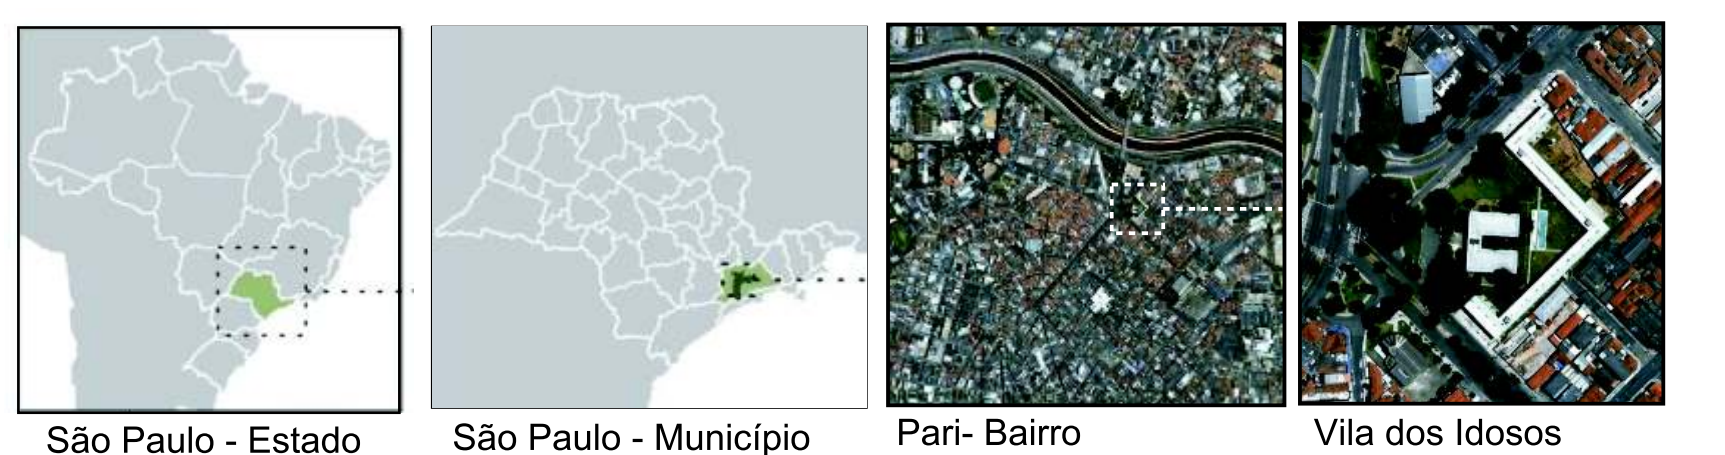 São Paulo - Estado
São Paulo - Município
Pari- Bairro
Vila dos Idosos